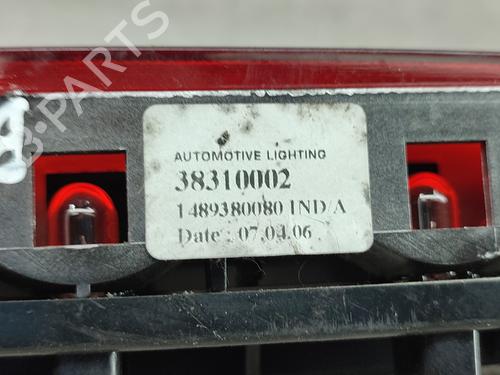 B-PARTS
AUTOMOTIVE LIGHTING
38310002
1489380080 IND A
Date : 07.04.06